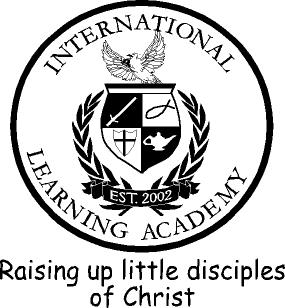 INTERNATIONAL
LEARNING ACADEMY
EST. 2002
Raising up little disciples
of Christ